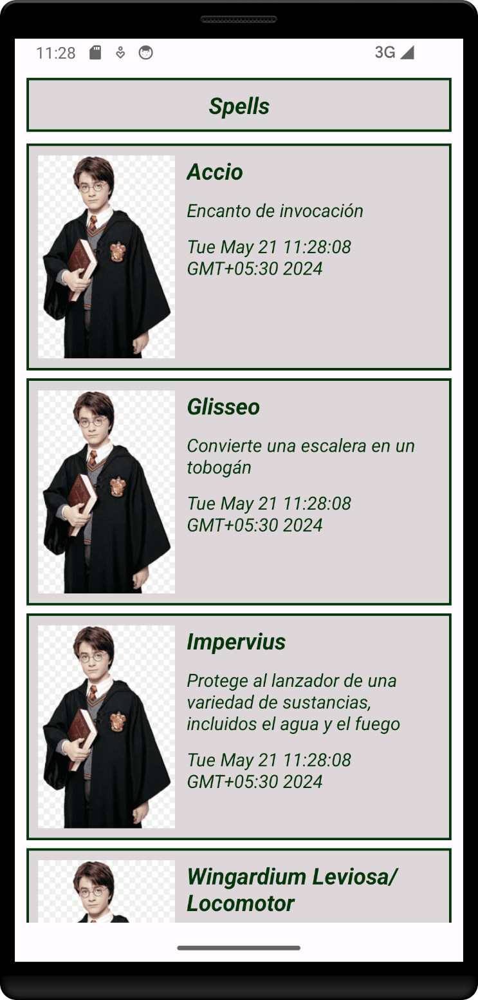 11:28
3G
Spells
Accio
Encanto de invocación
Tue May 21 11:28:08
GMT+05:30 2024
Glisseo
Convierte una escalera en un
tobogán
Tue May 21 11:28:08
GMT+05:30 2024
Impervius
Protege al lanzador de una
variedad de sustancias,
incluidos el agua y el fuego
Tue May 21 11:28:08
GMT+05:30 2024
Wingardium Leviosa/
Locomotor